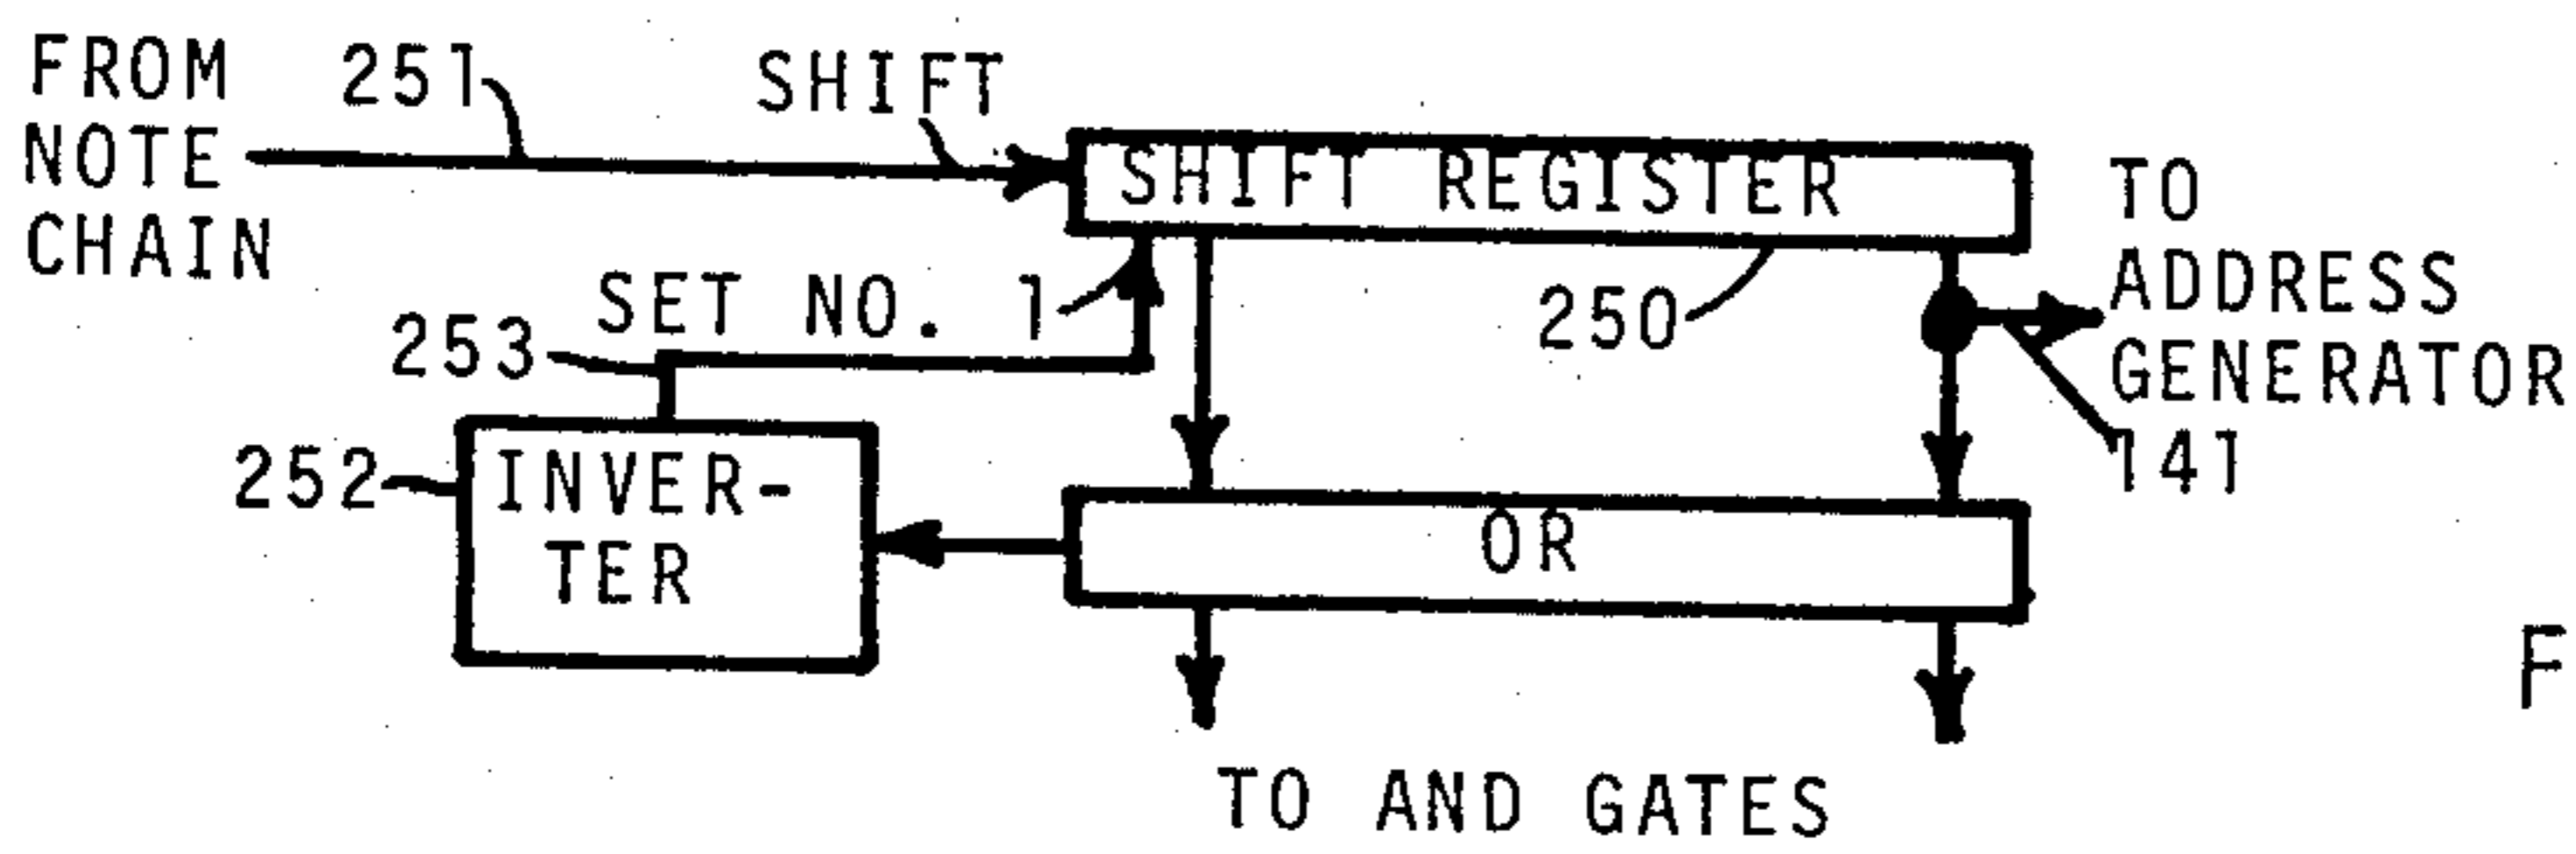 FROM
NOTE
CHAIN
251
SHIFT
SHIFT REGISTER
TO
ADDRESS
GENERATOR
141
SET NO. 1
250
253
252
INVER-
TER
OR
TO AND GATES
F